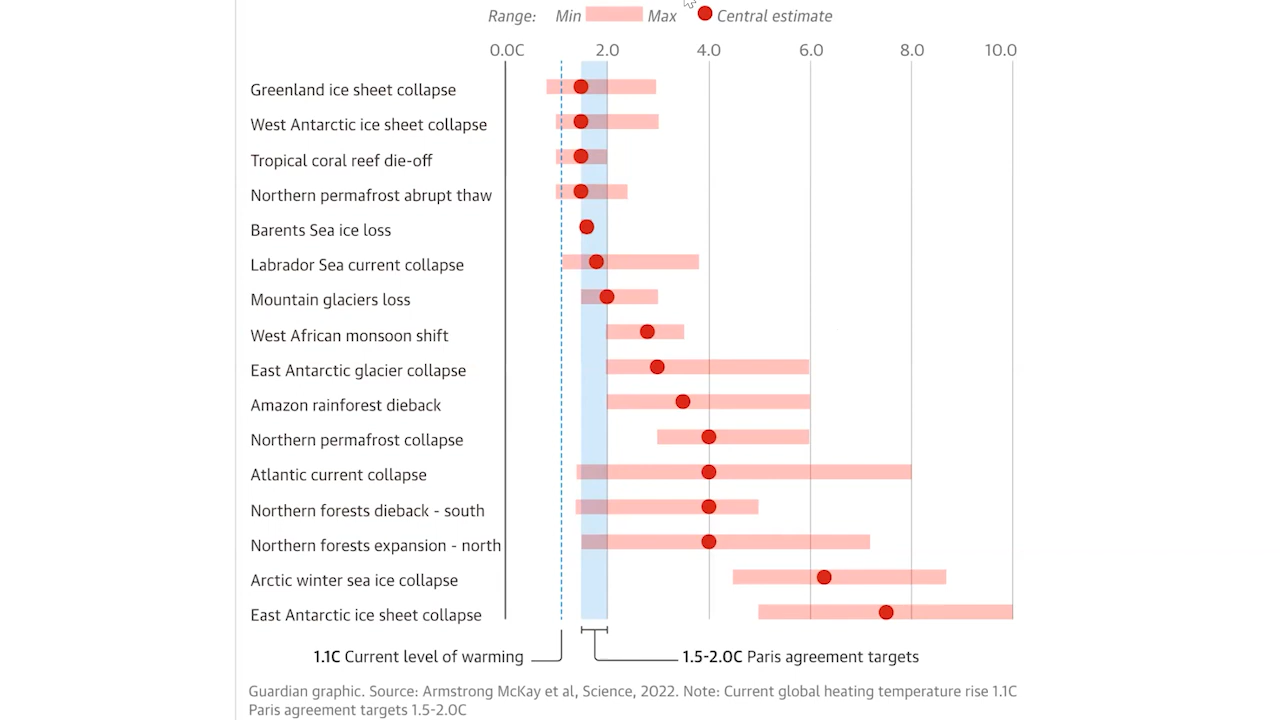 Range: Min Max Central estimate
0.0C 2.0 4.0 6.0 8.0 10.0
Greenland ice sheet collapse
West Antarctic ice sheet collapse
Tropical coral reef die-off
Northern permafrost abrupt thaw
Barents Sea ice loss
Labrador Sea current collapse
Mountain glaciers loss
West African monsoon shift
East Antarctic glacier collapse
Amazon rainforest dieback
Northern permafrost collapse
Atlantic current collapse
Northern forests dieback - south
Northern forests expansion - north
Arctic winter sea ice collapse
East Antarctic ice sheet collapse
1.1C Current level of warming 1.5-2.0C Paris agreement targets
Guardian graphic. Source: Armstrong McKay et al, Science, 2022. Note: Current global heating temperature rise 1.1C
Paris agreement targets 1.5-2.0C